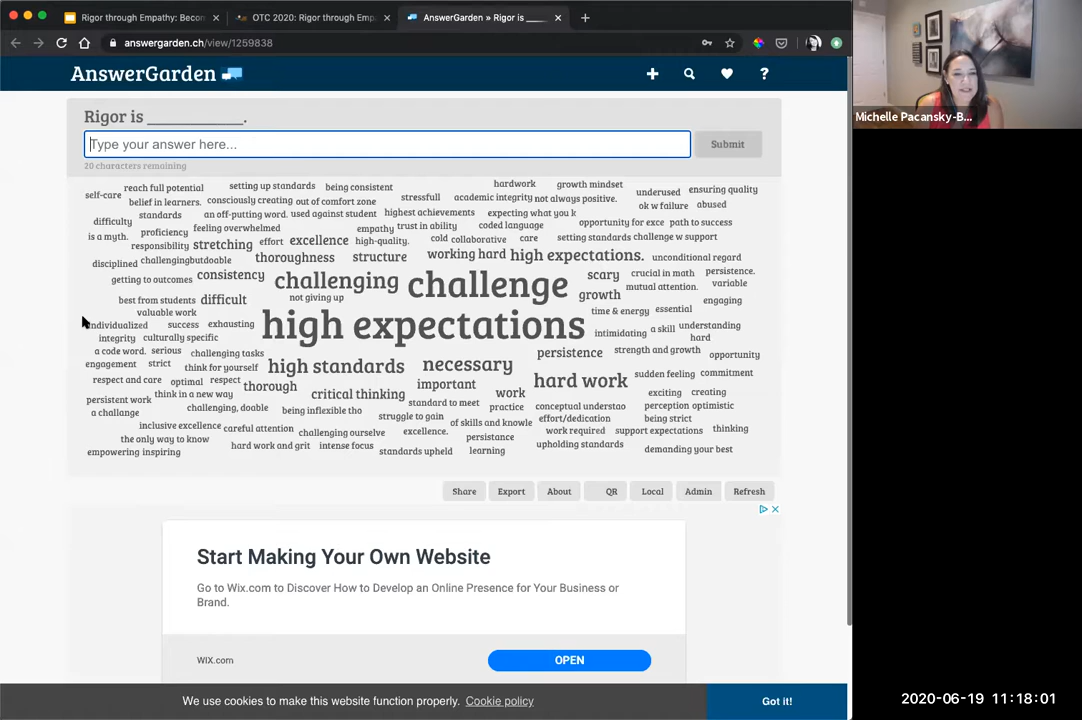 Rigor through Empathy: Becom
OTC 2020: Rigor through Empa
AnswerGarden » Rigor is ____
answergarden.ch/view/1259838
AnswerGarden
Michelle Pacansky-B...
Rigor is ___________.
Type your answer here...
Submit
20 characters remaining
self-care
reach full potential
setting up standards
being consistent
hardwork
growth mindset
underused
ensuring quality
belief in learners.
consciously creating
out of comfort zone
stressfull
academic integrity
not always positive.
ok w failure
abused
difficulty
standards
an off-putting word.
used against student
highest achievements
expecting what you k
opportunity for exce
path to success
is a myth.
proficiency
feeling overwhelmed
empathy
trust in ability
coded language
responsibility
stretching
effort
excellence
high-quality.
cold
collaborative
care
setting standards
challenge w support
disciplined
challengingbutdoable
thoroughness
structure
working hard
high expectations.
unconditional regard
getting to outcomes
consistency
challenging
challenge
scary
crucial in math
persistence.
mutual attention.
variable
best from students
difficult
not giving up
growth
time & energy
essential
engaging
valuable work
individualized
success
exhausting
high expectations
intimidating
a skill
understanding
integrity
culturally specific
hard
a code word.
serious
challenging tasks
persistence
strength and growth
opportunity
engagement
strict
think for yourself
high standards
necessary
respect and care
optimal
respect
thorough
important
hard work
sudden feeling
commitment
persistent work
think in a new way
critical thinking
standard to meet
work
exciting
creating
a challange
challenging, doable
being inflexible tho
struggle to gain
practice
conceptual understao
perception
optimistic
inclusive excellence
careful attention
challenging ourselve
excellence.
of skills and knowle
effort/dedication
being strict
the only way to know
persistance
work required
support expectations
thinking
empowering
inspiring
hard work and grit
intense focus
standards upheld
learning
upholding standards
demanding your best
Share
Export
About
QR
Local
Admin
Refresh
Start Making Your Own Website
Go to Wix.com to Discover How to Develop an Online Presence for Your Business or
Brand.
WIX.com
OPEN
We use cookies to make this website function properly. Cookie policy
Got it!
2020-06-19 11:18:01